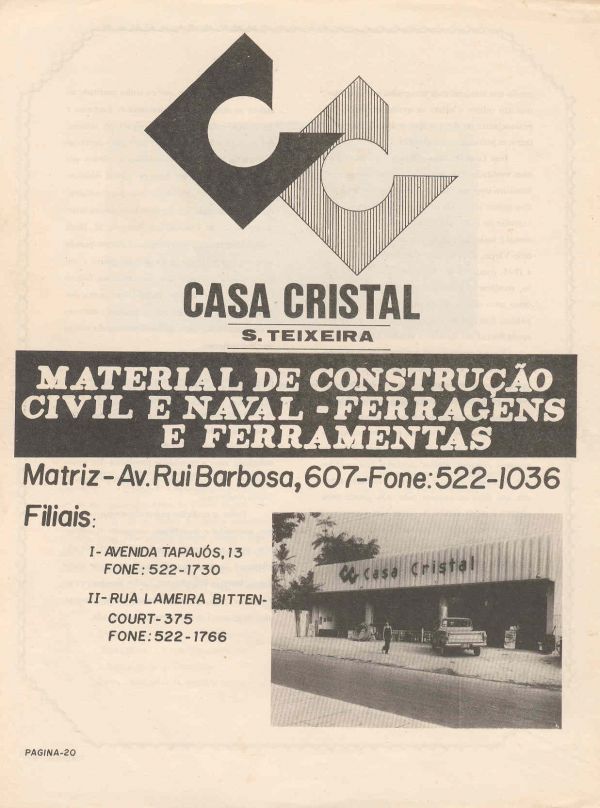 CASA CRISTAL
S. TEIXEIRA
MATERIAL DE CONSTRUÇÃO
CIVIL E NAVAL - FERRAGENS
E FERRAMENTAS
Matriz-Av. Rui Barbosa, 607-Fone: 522-1036
Filiais:
I- AVENIDA TAPAJÓS, 13
FONE: 522-1730
II- RUA LAMEIRA BITTEN-
COURT-375
FONE: 522-1766
Casa Cristal
PAGINA-20